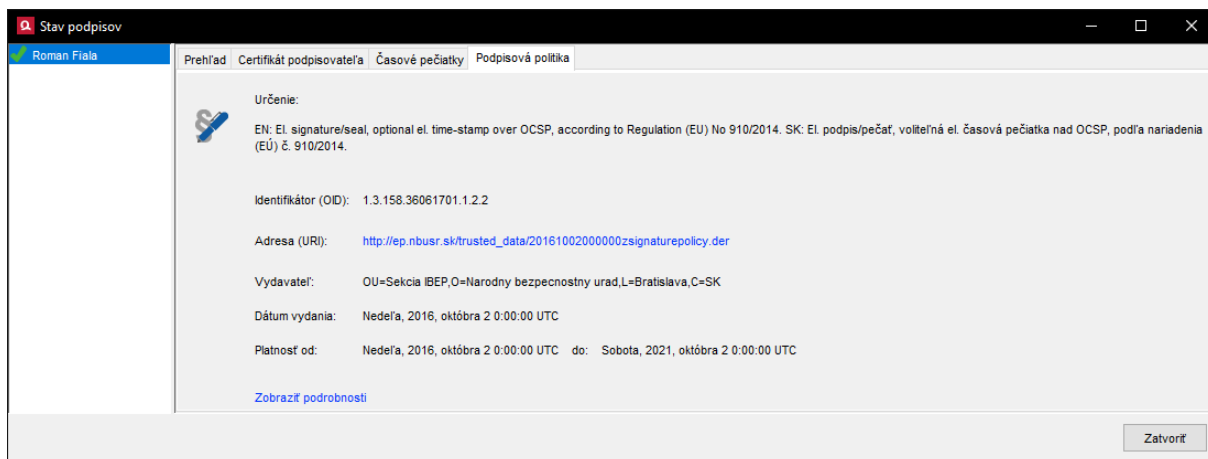 Stav podpisov
Roman Fiala
Prehľad Certifikát podpisovateľa Časové pečiatky Podpisová politika
Určenie:
EN: El. signature/seal, optional el. time-stamp over OCSP, according to Regulation (EU) No 910/2014. SK: El. podpis/pečať, voliteľná el. časová pečiatka nad OCSP, podľa nariadenia
(EÚ) č. 910/2014.
Identifikátor (OID): 1.3.158.36061701.1.2.2
Adresa (URI): http://ep.nbusr.sk/trusted_data/20161002000000zsignaturepolicy.der
Vydavateľ: OU=Sekcia IBEP,O=Narodny bezpecnostny urad,L=Bratislava,C=SK
Dátum vydania: Nedeľa, 2016, októbra 2 0:00:00 UTC
Platnosť od: Nedeľa, 2016, októbra 2 0:00:00 UTC do: Sobota, 2021, októbra 2 0:00:00 UTC
Zobraziť podrobnosti
Zatvoriť